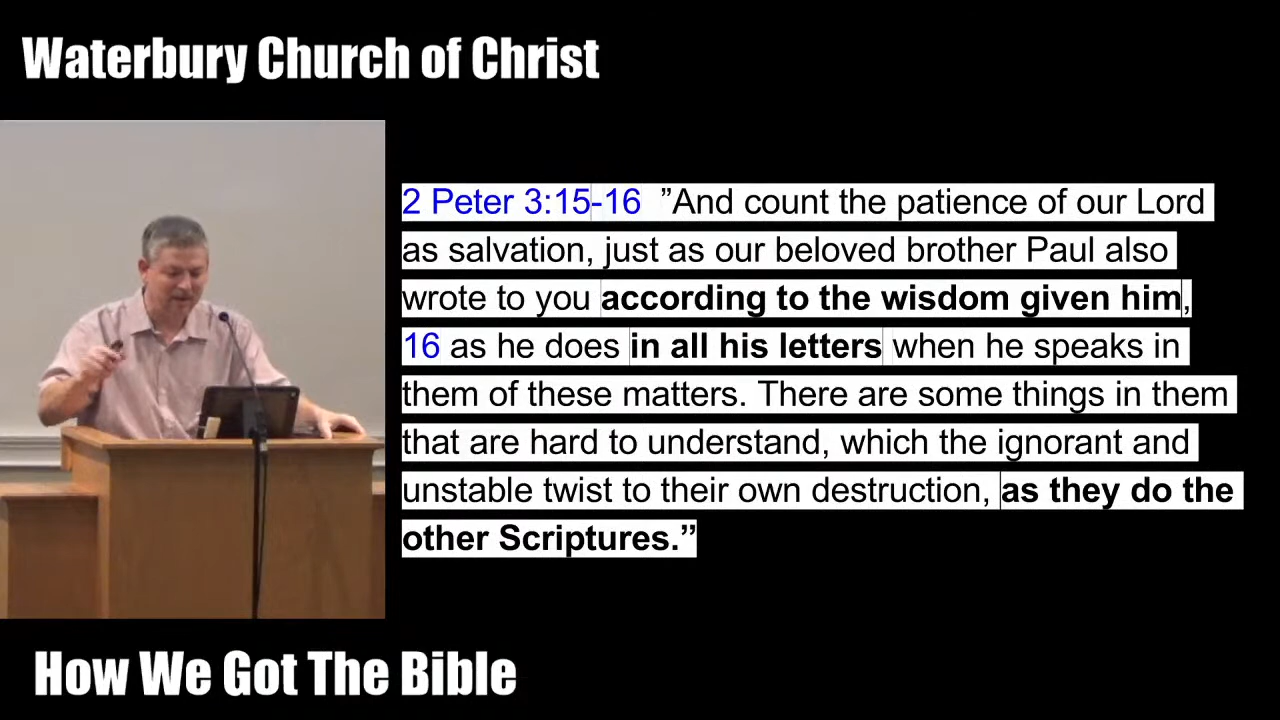 Waterbury Church of Christ
2 Peter 3:15-16 ”And count the patience of our Lord
as salvation, just as our beloved brother Paul also
wrote to you according to the wisdom given him,
16 as he does in all his letters when he speaks in
them of these matters. There are some things in them
that are hard to understand, which the ignorant and
unstable twist to their own destruction, as they do the
other Scriptures.”
How We Got The Bible